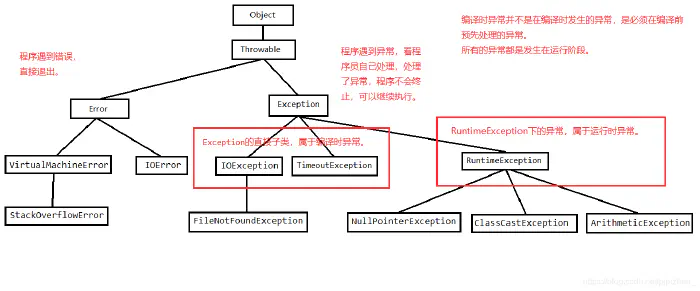 Object
编译时异常并不是在编译时发生的异常，是必须在编译前
预先处理的异常。
所有的异常都是发生在运行阶段。
Throwable
程序遇到错误，
直接退出。
程序遇到异常，看程
序员自己处理，处理
了异常，程序不会终
止，可以继续执行。
Error
Exception
Exception的直接子类，属于编译时异常。
RuntimeException下的异常，属于运行时异常。
VirtualMachineError
IOError
IOException
TimeoutException
RuntimeException
StackOverflowError
FileNotFoundException
NullPointerException
ClassCastException
ArithmeticException